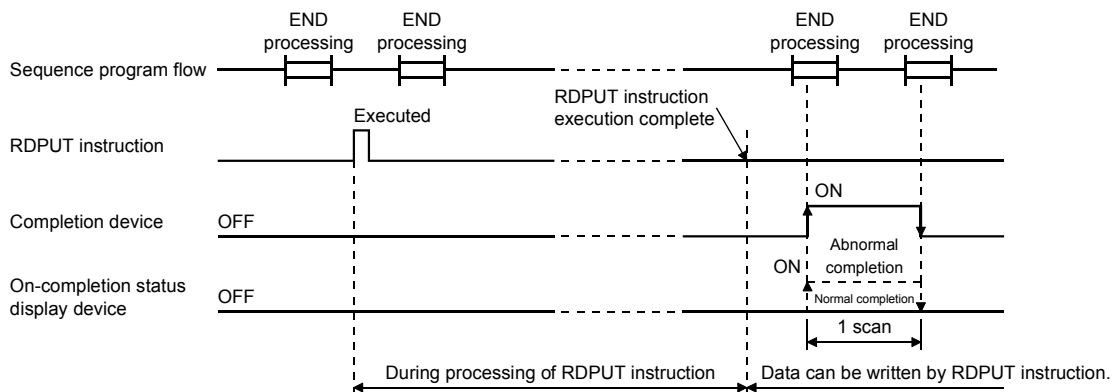 END
processing
END
processing
END
processing
END
processing
Sequence program flow
RDPUT instruction
execution complete
Executed
RDPUT instruction
ON
Completion device
OFF
Abnormal
completion
ON
On-completion status
display device
OFF
Normal completion
1 scan
During processing of RDPUT instruction
Data can be written by RDPUT instruction.